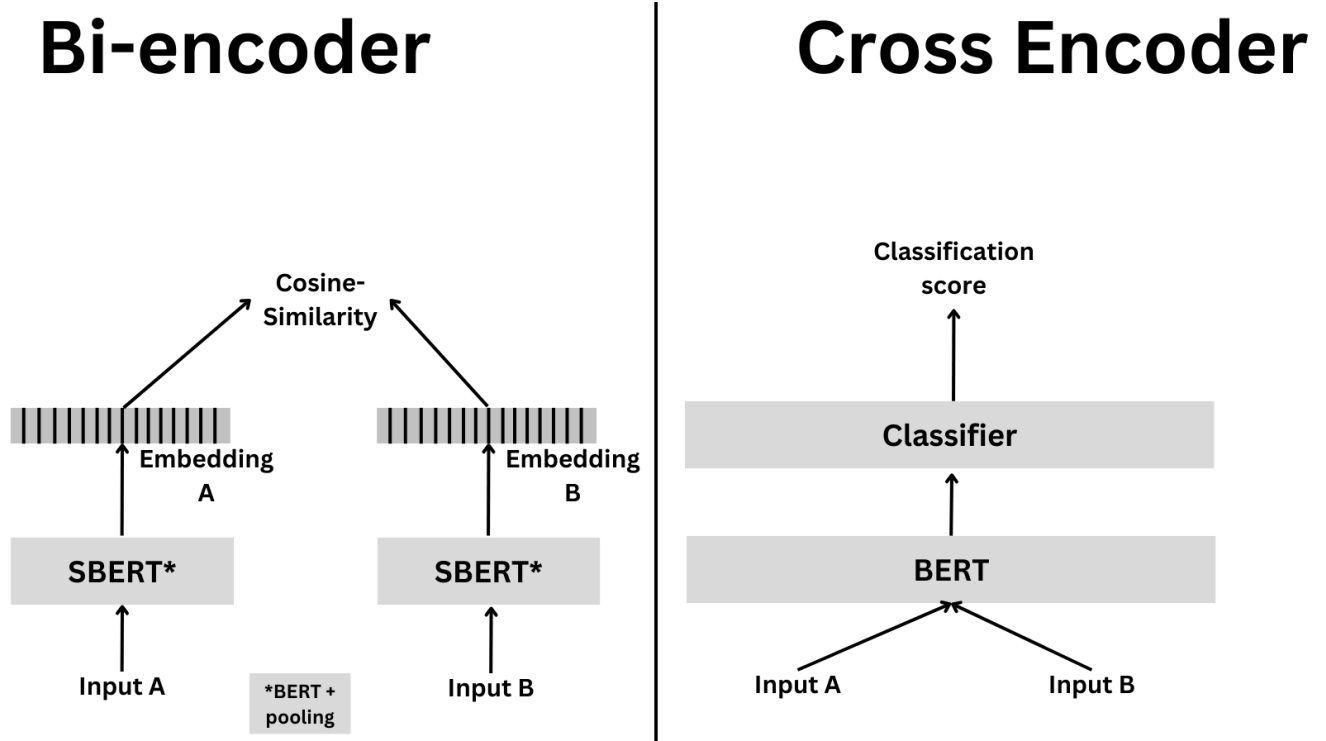 Bi-encoder
Cosine-
Similarity
Embedding
A
Embedding
B
SBERT*
SBERT*
Input A
Input B
*BERT +
pooling
Cross Encoder
Classification
score
Classifier
BERT
Input A
Input B